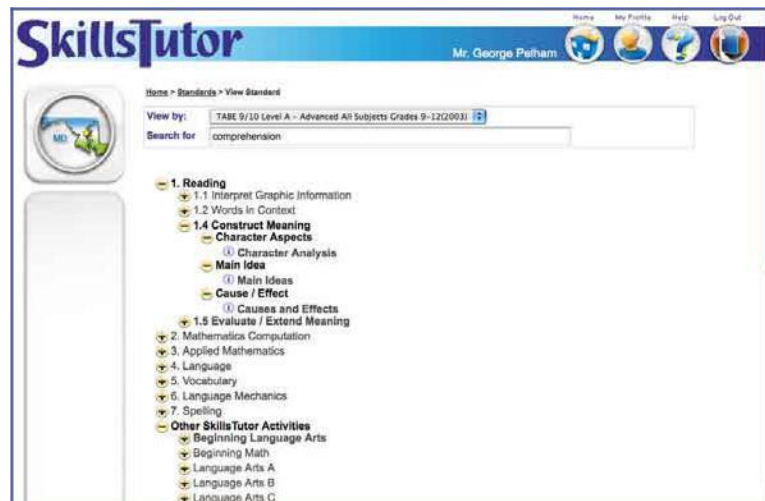 Home My Profile Help Log Out
SkillsTutor
Mr. George Pelham
Home > Standards > View Standard
View by: TABE 9/10 Level A - Advanced All Subjects Grades 9-12(2003)
Search for comprehension
MD
1. Reading
1.1 Interpret Graphic Information
1.2 Words In Context
1.4 Construct Meaning
Character Aspects
Character Analysis
Main Idea
Main Ideas
Cause / Effect
Causes and Effects
1.5 Evaluate / Extend Meaning
2. Mathematics Computation
3. Applied Mathematics
4. Language
5. Vocabulary
6. Language Mechanics
7. Spelling
Other SkillsTutor Activities
Beginning Language Arts
Beginning Math
Language Arts A
Language Arts B
Language Arts C